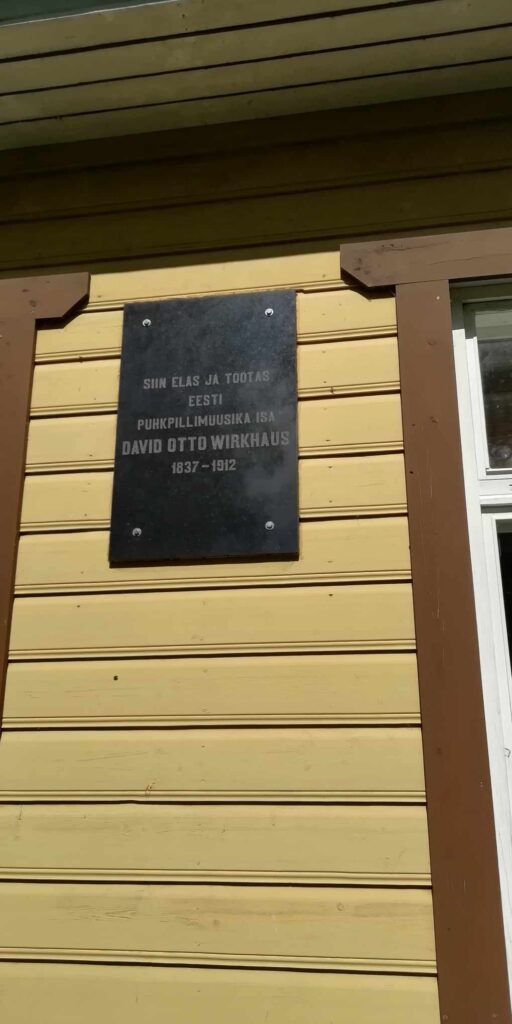 SIIN ELAS JA TÖÖTAS
EESTI
PUHKPILLIMUUSIKA ISA
DAVID OTTO WIRKHAUS
1837-1912